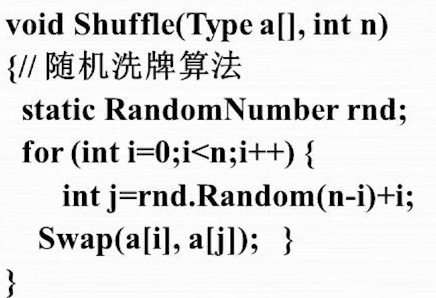 void Shuffle(Type a[], int n)
{// 随机洗牌算法
static RandomNumber rnd;
for (int i=0;i<n;i++) {
int j=rnd.Random(n-i)+i;
Swap(a[i], a[j]); }
}